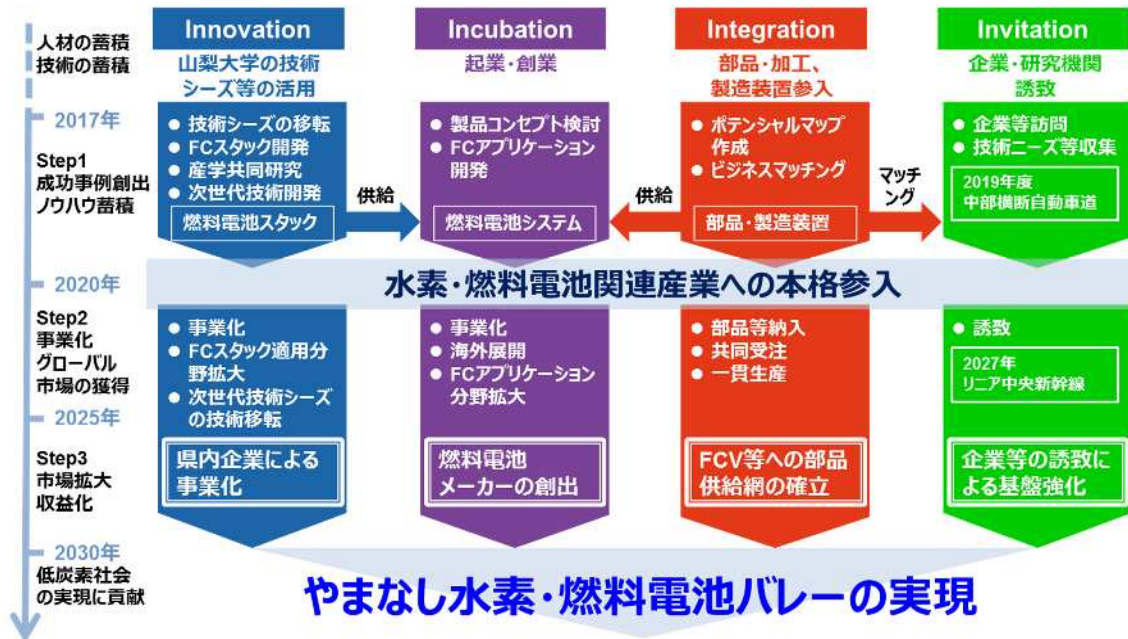 人材の蓄積
技術の蓄積
2017年
Step1
成功事例創出
ノウハウ蓄積
2020年
Step2
事業化
グローバル
市場の獲得
2025年
Step3
市場拡大
収益化
2030年
低炭素社会
の実現に貢献
Innovation
山梨大学の技術
シーズ等の活用
● 技術シーズの移転
● FCスタック開発
● 産学共同研究
● 次世代技術開発
燃料電池スタック
供給
Incubation
起業・創業
● 製品コンセプト検討
● FCアプリケーション
開発
燃料電池システム
供給
Integration
部品・加工、
製造装置参入
● ポテンシャルマップ
作成
● ビジネスマッチング
部品・製造装置
マッチ
ング
Invitation
企業・研究機関
誘致
● 企業等訪問
● 技術ニーズ等収集
2019年度
中部横断自動車道
水素・燃料電池関連産業への本格参入
● 事業化
● FCスタック適用分
野拡大
● 次世代技術シーズ
の技術移転
県内企業による
事業化
● 事業化
● 海外展開
● FCアプリケーション
分野拡大
燃料電池
メーカーの創出
● 部品等納入
● 共同受注
● 一貫生産
FCV等への部品
供給網の確立
● 誘致
2027年
リニア中央新幹線
企業等の誘致に
よる基盤強化
やまなし水素・燃料電池バレーの実現